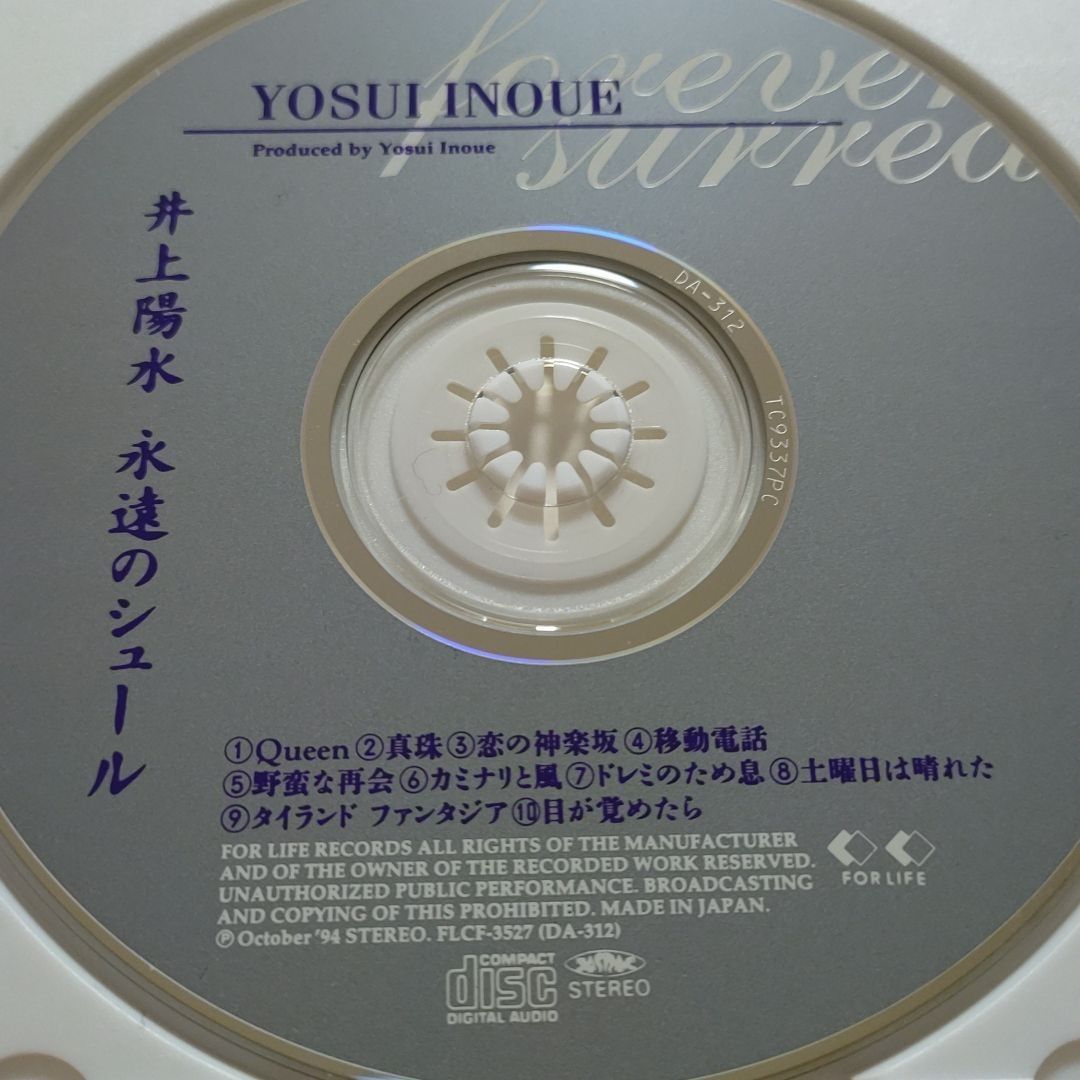 forever
surrea
YOSUI INOUE
Produced by Yosui Inoue
井上陽水 永遠のシュール
DA-312
TC9337PC
①Queen ②真珠 ③恋の神楽坂 ④移動電話
⑤野蛮な再会 ⑥カミナリと風 ⑦ドレミのため息 ⑧土曜日は晴れた
⑨タイランド ファンタジア ⑩目が覚めたら
FOR LIFE RECORDS ALL RIGHTS OF THE MANUFACTURER
AND OF THE OWNER OF THE RECORDED WORK RESERVED.
UNAUTHORIZED PUBLIC PERFORMANCE. BROADCASTING
AND COPYING OF THIS PROHIBITED. MADE IN JAPAN.
Ⓟ October '94 STEREO. FLCF-3527 (DA-312)
FOR LIFE
COMPACT
disc
DIGITAL AUDIO
STEREO